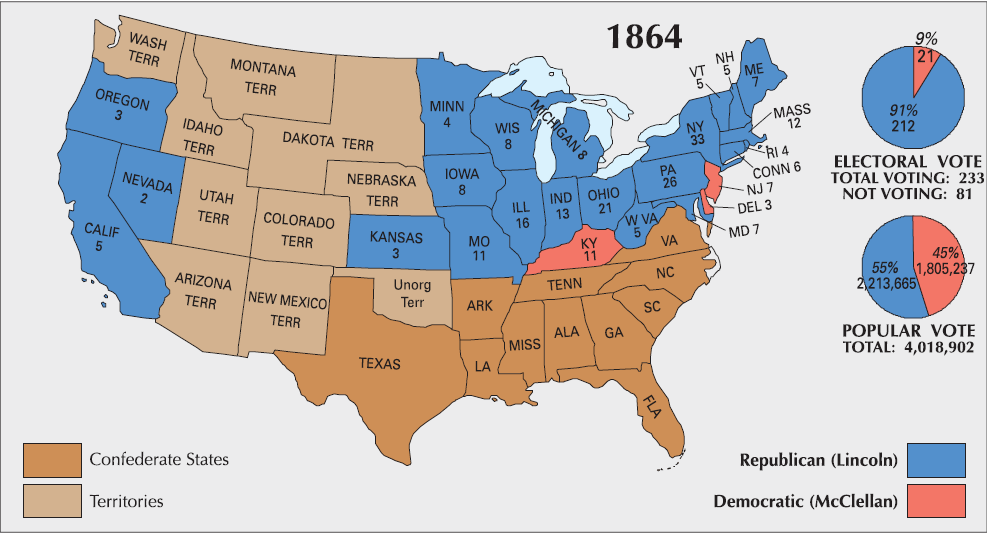 1864
WASH
TERR
MONTANA
TERR
OREGON
3
IDAHO
TERR
DAKOTA TERR
MINN
4
WIS
8
MICHIGAN 8
VT
5
NH
5
ME
7
MASS
12
NY
33
RI 4
CONN 6
NEVADA
2
UTAH
TERR
NEBRASKA
TERR
IOWA
8
PA
26
NJ 7
DEL 3
MD 7
COLORADO
TERR
ILL
16
IND
13
OHIO
21
W VA
5
CALIF
5
KANSAS
3
MO
11
KY
11
VA
ARIZONA
TERR
NEW MEXICO
TERR
Unorg
Terr
ARK
TENN
NC
SC
TEXAS
LA
MISS
ALA
GA
FLA
9%
21
91%
212
ELECTORAL VOTE
TOTAL VOTING: 233
NOT VOTING: 81
45%
1,805,237
55%
2,213,665
POPULAR VOTE
TOTAL: 4,018,902
Confederate States
Territories
Republican (Lincoln)
Democratic (McClellan)